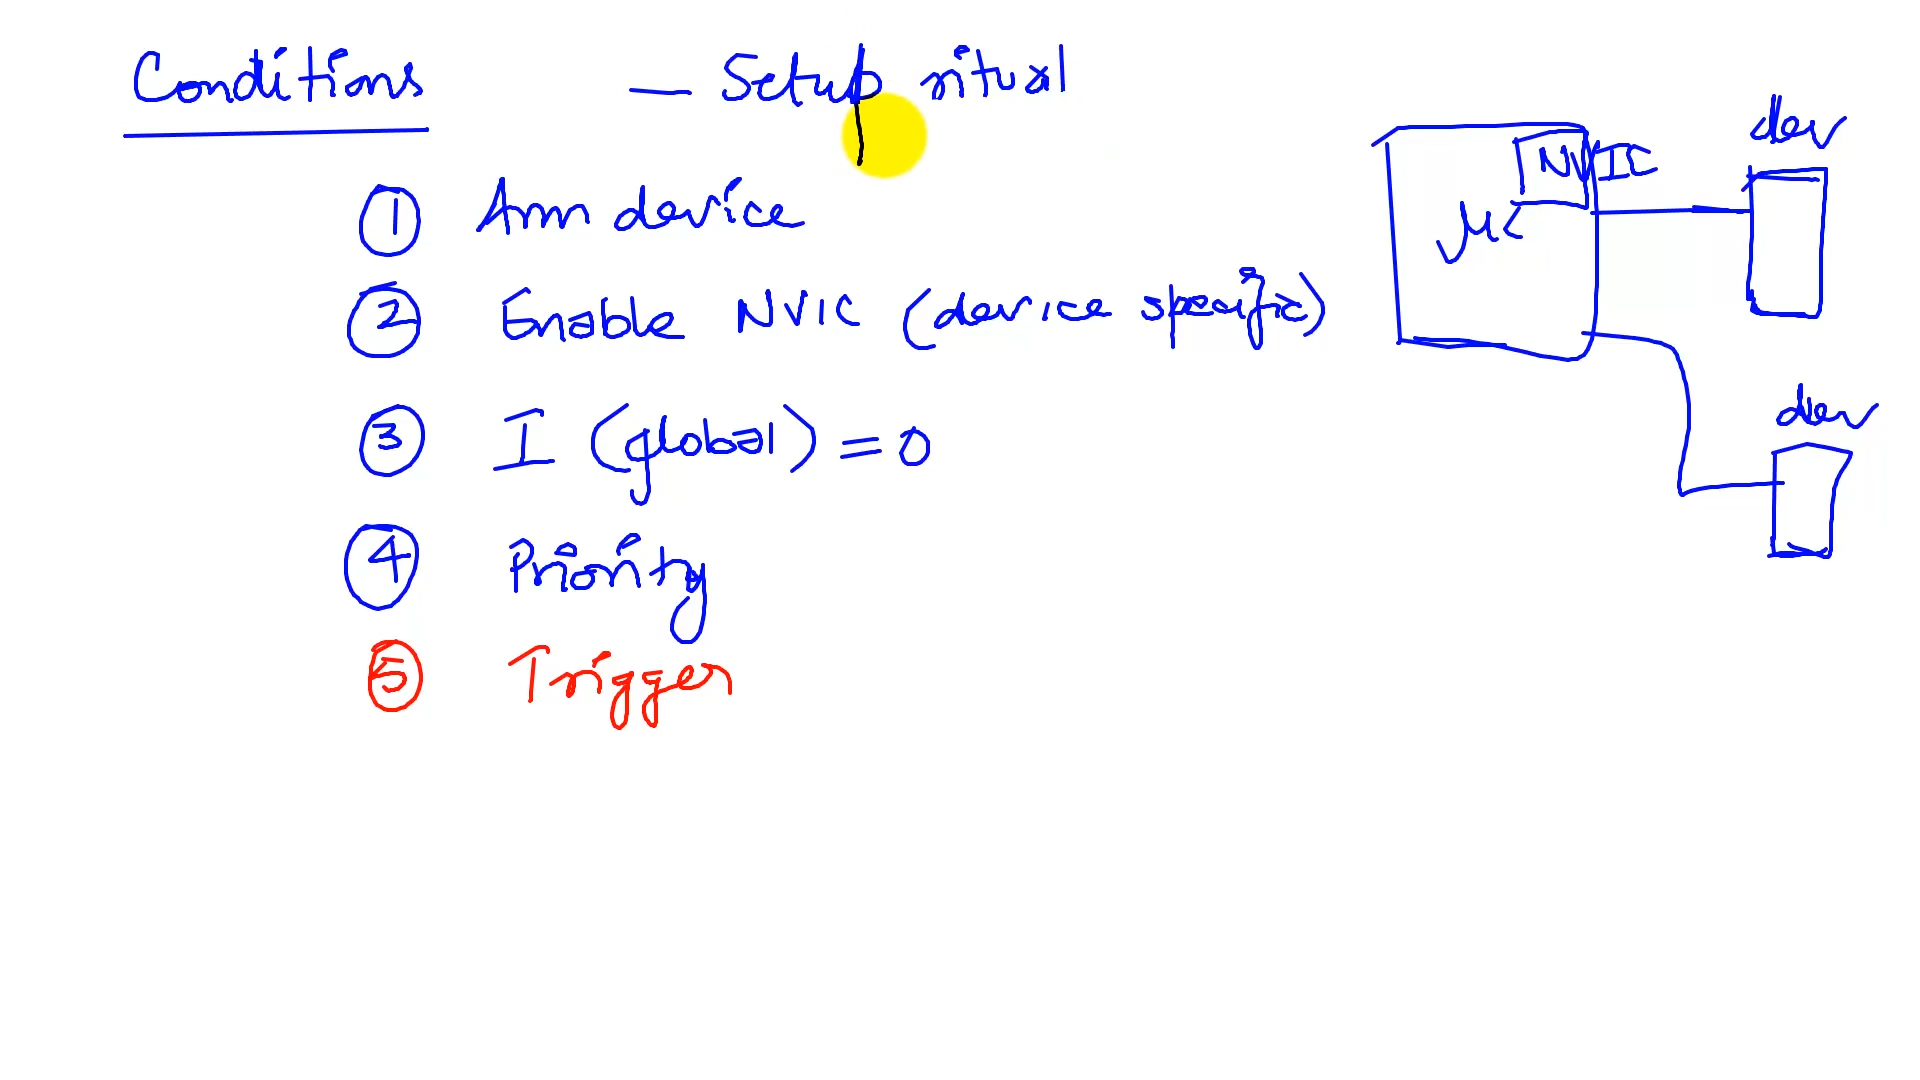 Conditions — Setup ritual
1 Arm device
2 Enable NVIC (device specific)
3 I (global) = 0
4 Priority
5 Trigger
dev
NVIC
μC
dev